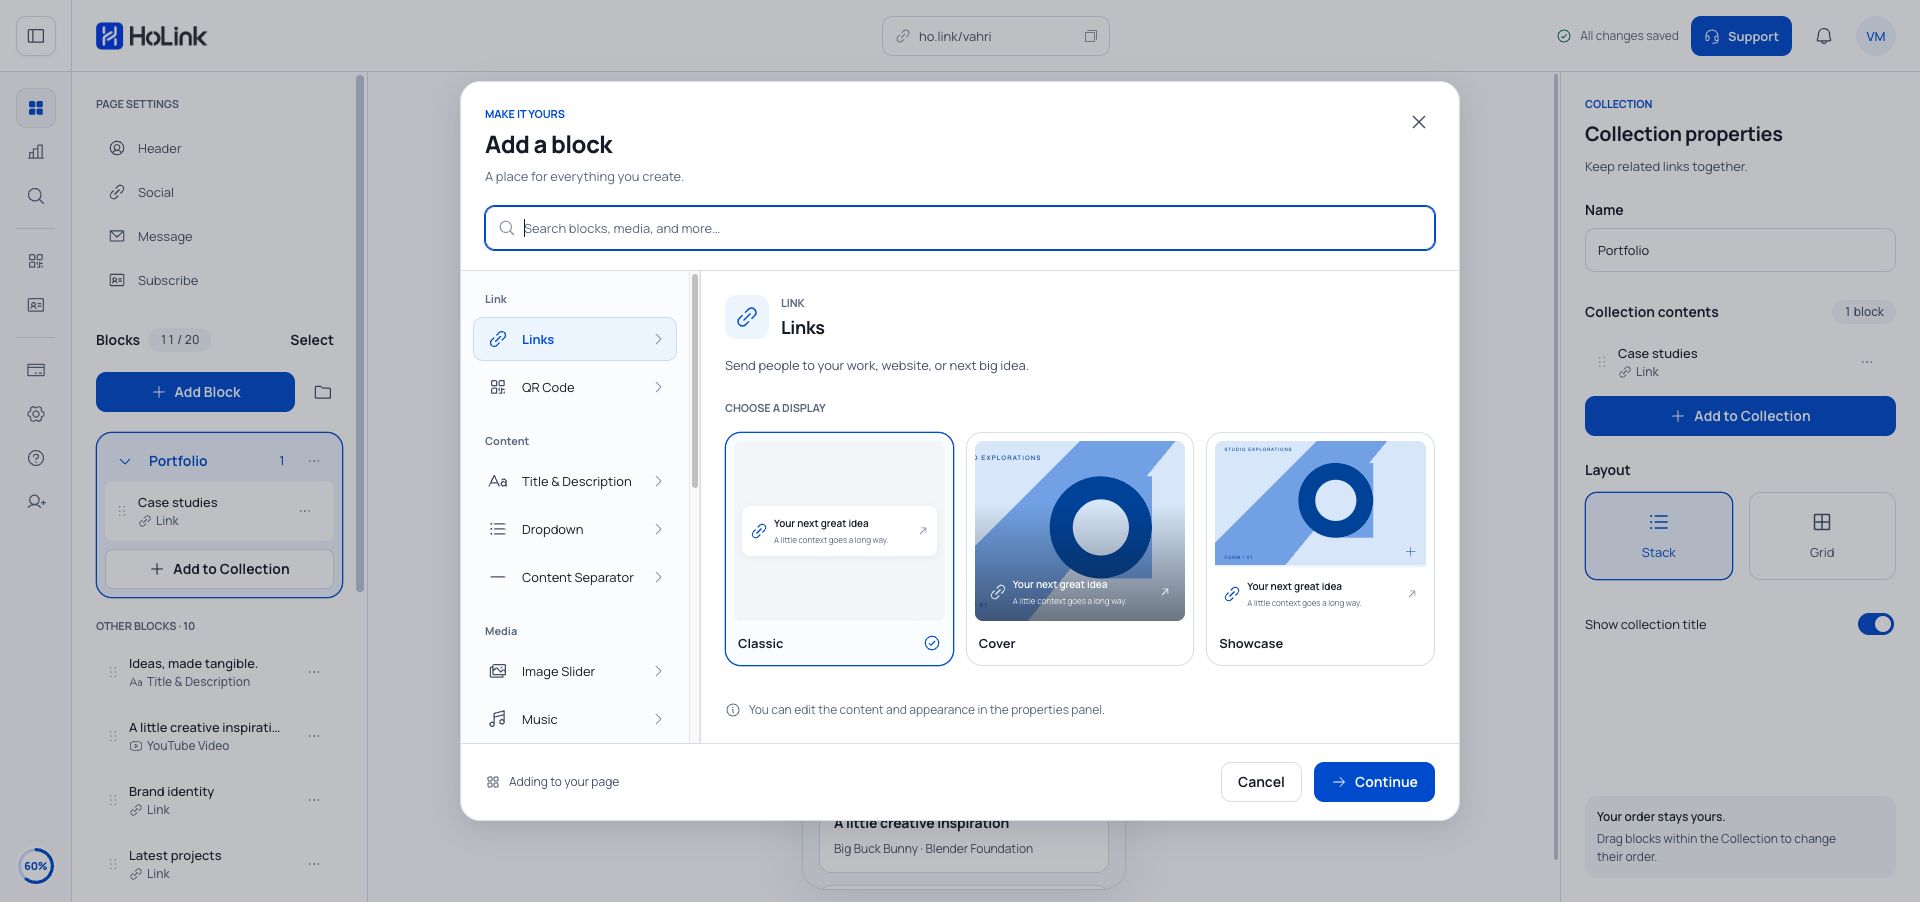 HoLink
ho.link/vahri
All changes saved
Support
VM
PAGE SETTINGS
Header
Social
Message
Subscribe
Blocks
11 / 20
Select
Add Block
Portfolio
1
Case studies
Link
Add to Collection
OTHER BLOCKS · 10
Ideas, made tangible.
Aa Title & Description
A little creative inspirati...
YouTube Video
Brand identity
Link
Latest projects
Link
60%
MAKE IT YOURS
Add a block
A place for everything you create.
Search blocks, media, and more...
Link
Links
QR Code
Content
Aa Title & Description
Dropdown
Content Separator
Media
Image Slider
Music
LINK
Links
Send people to your work, website, or next big idea.
CHOOSE A DISPLAY
Your next great idea
A little context goes a long way.
Classic
EXPLORATIONS
01
Your next great idea
A little context goes a long way.
Cover
STUDIO EXPLORATIONS
FORM / 01
Your next great idea
A little context goes a long way.
Showcase
You can edit the content and appearance in the properties panel.
Adding to your page
Cancel
Continue
A little creative inspiration
Big Buck Bunny · Blender Foundation
COLLECTION
Collection properties
Keep related links together.
Name
Portfolio
Collection contents
1 block
Case studies
Link
Add to Collection
Layout
Stack
Grid
Show collection title
Your order stays yours.
Drag blocks within the Collection to change
their order.